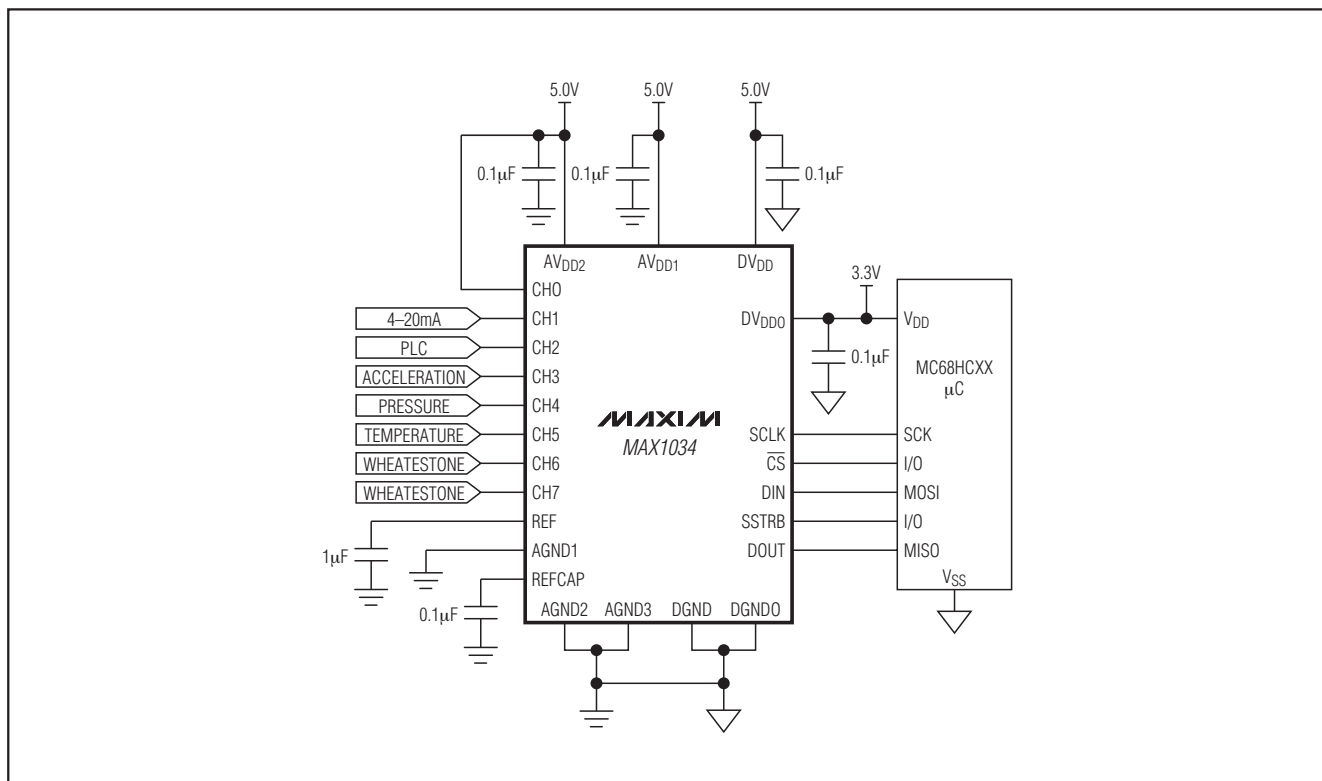 5.0V 5.0V 5.0V
0.1µF 0.1µF 0.1µF
AVDD2 AVDD1 DVDD
3.3V
CH0
4–20mA CH1 DVDDO VDD
PLC CH2
0.1µF
ACCELERATION CH3
MC68HCXX
µC
PRESSURE CH4
MAXIM
MAX1034
TEMPERATURE CH5 SCLK SCK
WHEATESTONE CH6 CS I/O
WHEATESTONE CH7 DIN MOSI
REF SSTRB I/O
1µF AGND1 DOUT MISO
REFCAP VSS
0.1µF AGND2 AGND3 DGND DGNDO